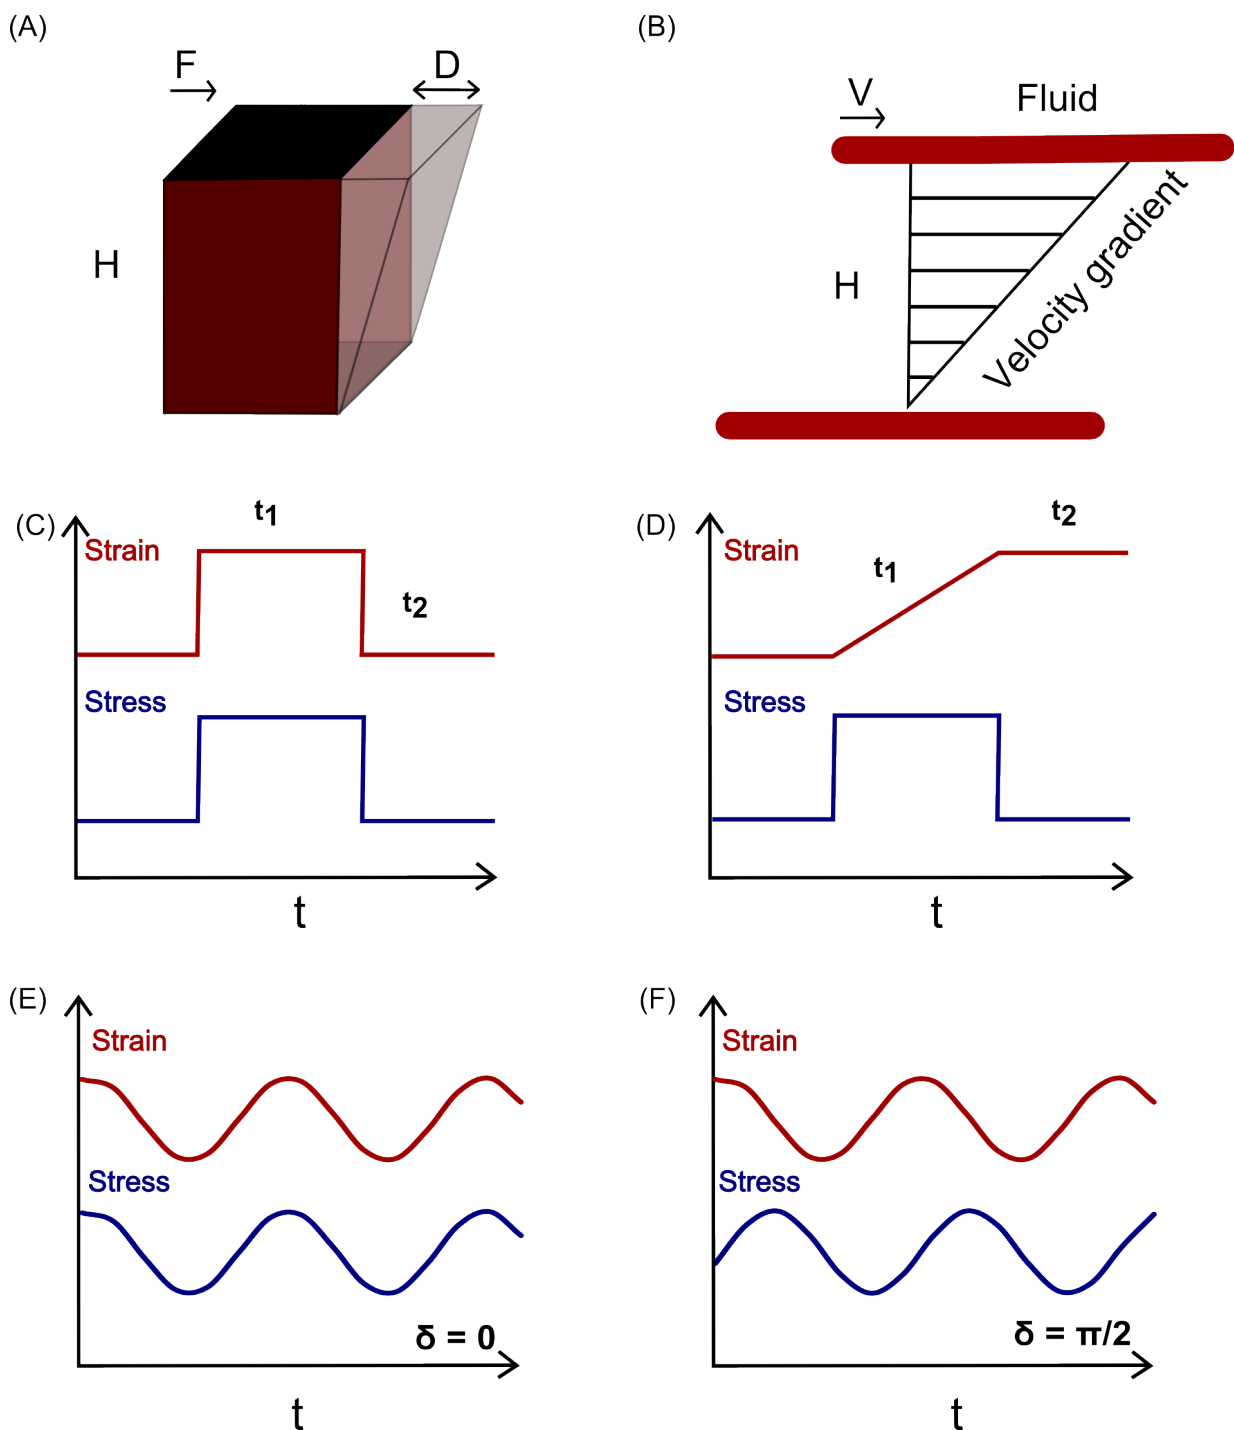 (A)
F
D
H
(B)
V
Fluid
H
Velocity gradient
(C)
t1
Strain
t2
Stress
t
(D)
t2
Strain
t1
Stress
t
(E)
Strain
Stress
δ = 0
t
(F)
Strain
Stress
δ = π/2
t